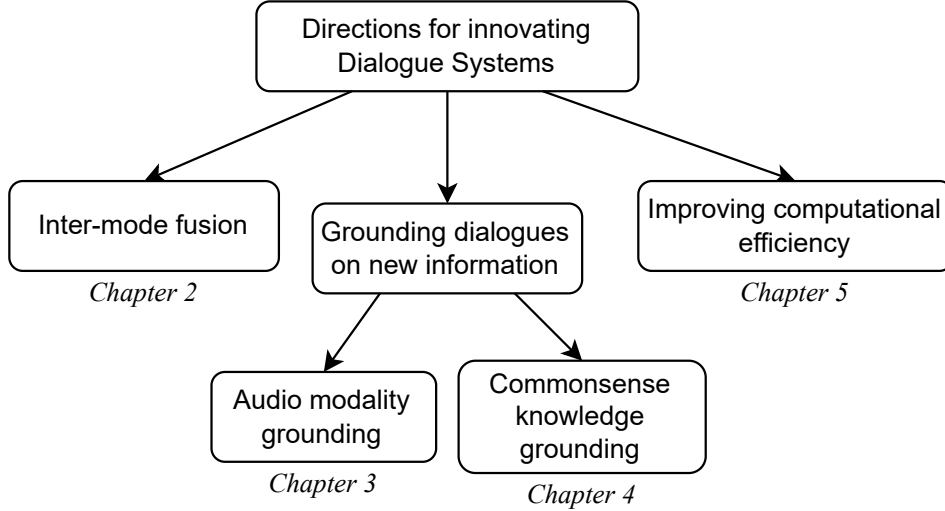 Directions for innovating
Dialogue Systems
Inter-mode fusion
Chapter 2
Grounding dialogues
on new information
Improving computational
efficiency
Chapter 5
Audio modality
grounding
Chapter 3
Commonsense
knowledge
grounding
Chapter 4